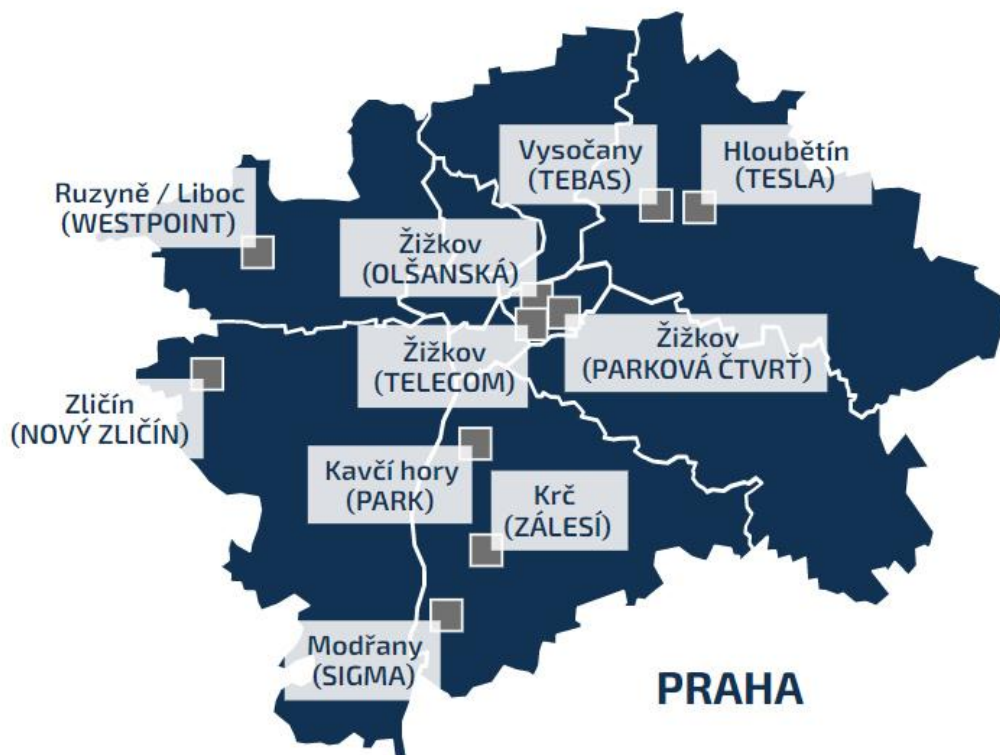 Vysočany
(TEBAS)
Hloubětín
(TESLA)
Ruzyně / Liboc
(WESTPOINT)
Žižkov
(OLŠANSKÁ)
Žižkov
(TELECOM)
Žižkov
(PARKOVÁ ČTVRŤ)
Zličín
(NOVÝ ZLIČÍN)
Kavčí hory
(PARK)
Krč
(ZÁLESÍ)
Modřany
(SIGMA)
PRAHA